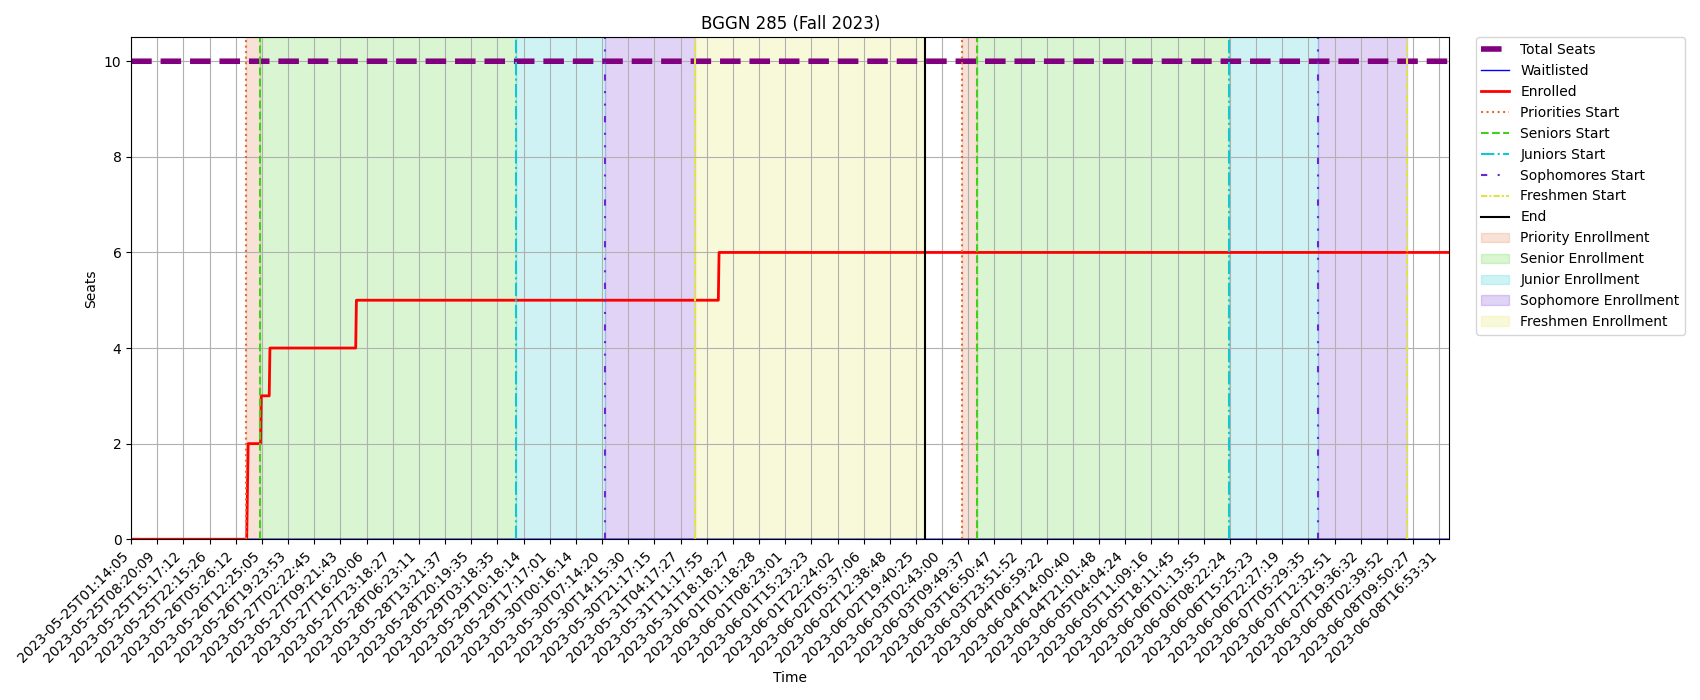 BGGN 285 (Fall 2023)
10
8
6
4
2
0
Seats
2023-05-25T01:14:05
2023-05-25T08:20:09
2023-05-25T15:17:12
2023-05-25T22:15:26
2023-05-26T05:26:12
2023-05-26T12:25:05
2023-05-26T19:23:53
2023-05-27T02:22:45
2023-05-27T09:21:43
2023-05-27T16:20:06
2023-05-27T23:18:27
2023-05-28T06:23:11
2023-05-28T13:21:37
2023-05-28T20:19:35
2023-05-29T03:18:35
2023-05-29T10:18:14
2023-05-29T17:17:01
2023-05-30T00:16:14
2023-05-30T07:14:20
2023-05-30T14:15:30
2023-05-30T21:17:15
2023-05-31T04:17:27
2023-05-31T11:17:55
2023-05-31T18:18:27
2023-06-01T01:18:28
2023-06-01T08:23:01
2023-06-01T15:23:23
2023-06-01T22:24:02
2023-06-02T05:37:06
2023-06-02T12:38:48
2023-06-02T19:40:25
2023-06-03T02:43:00
2023-06-03T09:49:37
2023-06-03T16:50:47
2023-06-03T23:51:52
2023-06-04T06:59:22
2023-06-04T14:00:40
2023-06-04T21:01:48
2023-06-05T04:04:24
2023-06-05T11:09:16
2023-06-05T18:11:45
2023-06-06T01:13:55
2023-06-06T08:22:24
2023-06-06T15:25:23
2023-06-06T22:27:19
2023-06-07T05:29:35
2023-06-07T12:32:51
2023-06-07T19:36:32
2023-06-08T02:39:52
2023-06-08T09:50:27
2023-06-08T16:53:31
Time
Total Seats
Waitlisted
Enrolled
Priorities Start
Seniors Start
Juniors Start
Sophomores Start
Freshmen Start
End
Priority Enrollment
Senior Enrollment
Junior Enrollment
Sophomore Enrollment
Freshmen Enrollment